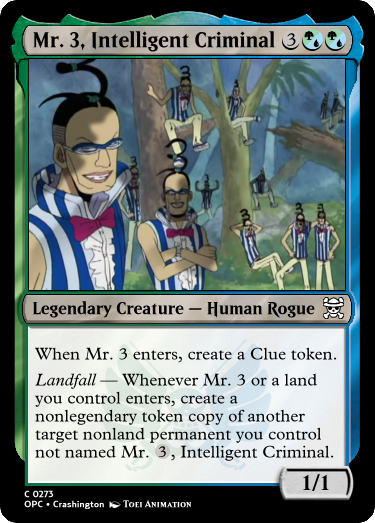 Mr. 3, Intelligent Criminal 3
Legendary Creature — Human Rogue
When Mr. 3 enters, create a Clue token.
Landfall — Whenever Mr. 3 or a land
you control enters, create a
nonlegendary token copy of another
target nonland permanent you control
not named Mr. 3 , Intelligent Criminal.
1/1
C 0273
OPC • Crashington TOEI ANIMATION